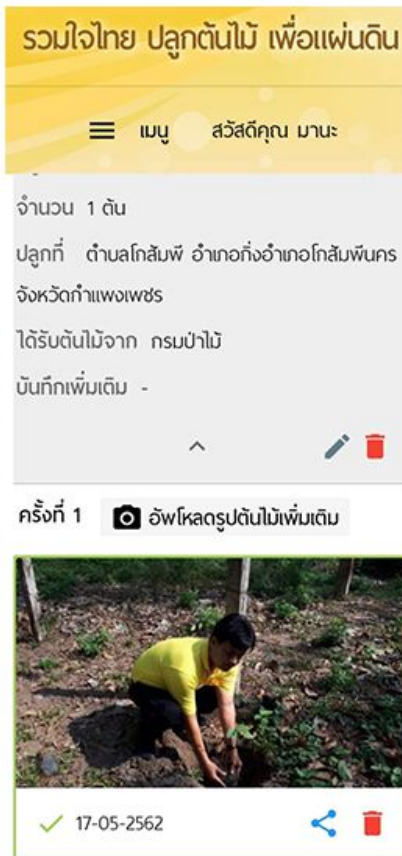 รวมใจไทย ปลูกต้นไม้ เพื่อแผ่นดิน
เมนู สวัสดีคุณ มานะ
จำนวน 1 ต้น
ปลูกที่ ตำบลโกสัมพี อำเภอกิ่งอำเภอโกสัมพีนคร
จังหวัดกำแพงเพชร
ได้รับต้นไม้จาก กรมป่าไม้
บันทึกเพิ่มเติม -
ครั้งที่ 1 อัพโหลดรูปต้นไม้เพิ่มเติม
17-05-2562